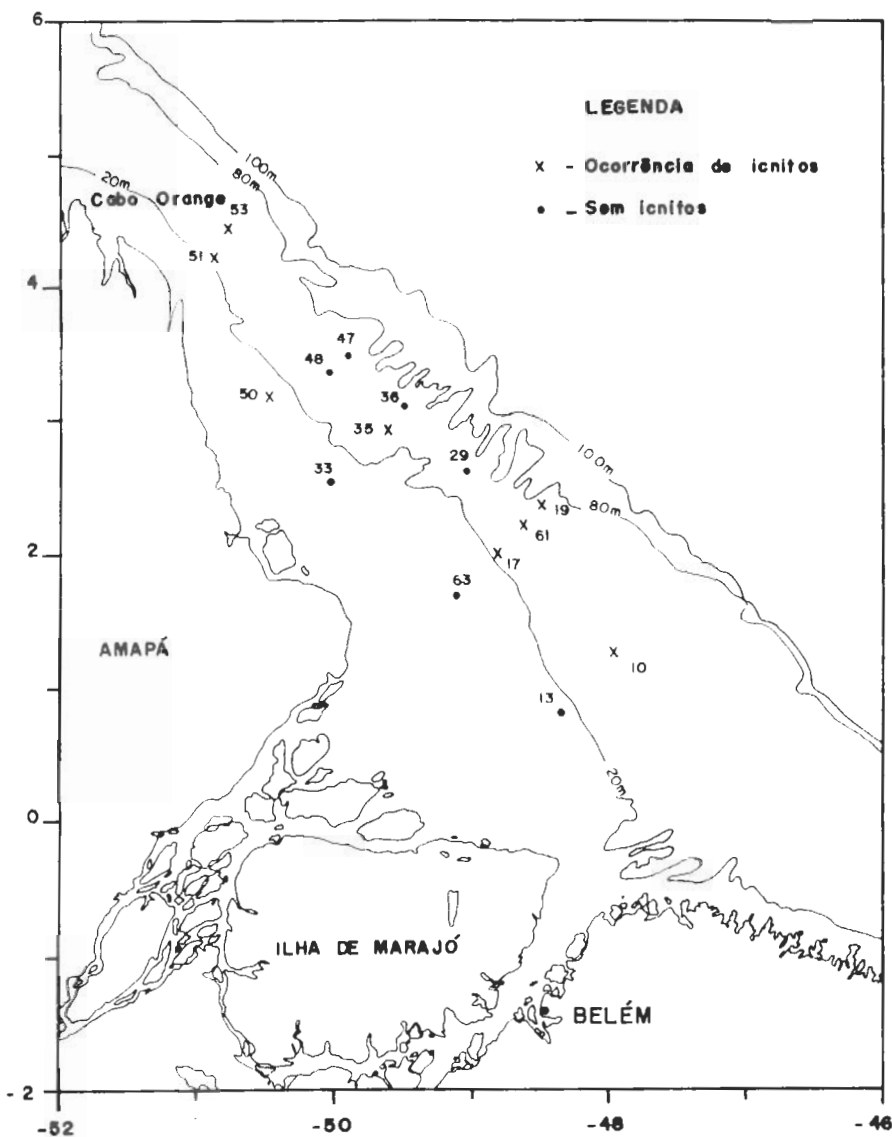 6
LEGENDA
x - Ocorrência de icnitos
• - Sem icnitos
100m
80m
20m
Cabo Orange
53
51
4
47
48
50
36
35
33
29
100m
80m
19
61
17
2
63
AMAPÁ
10
13
20m
0
ILHA DE MARAJÓ
BELÉM
-2
-52
-50
-48
-46